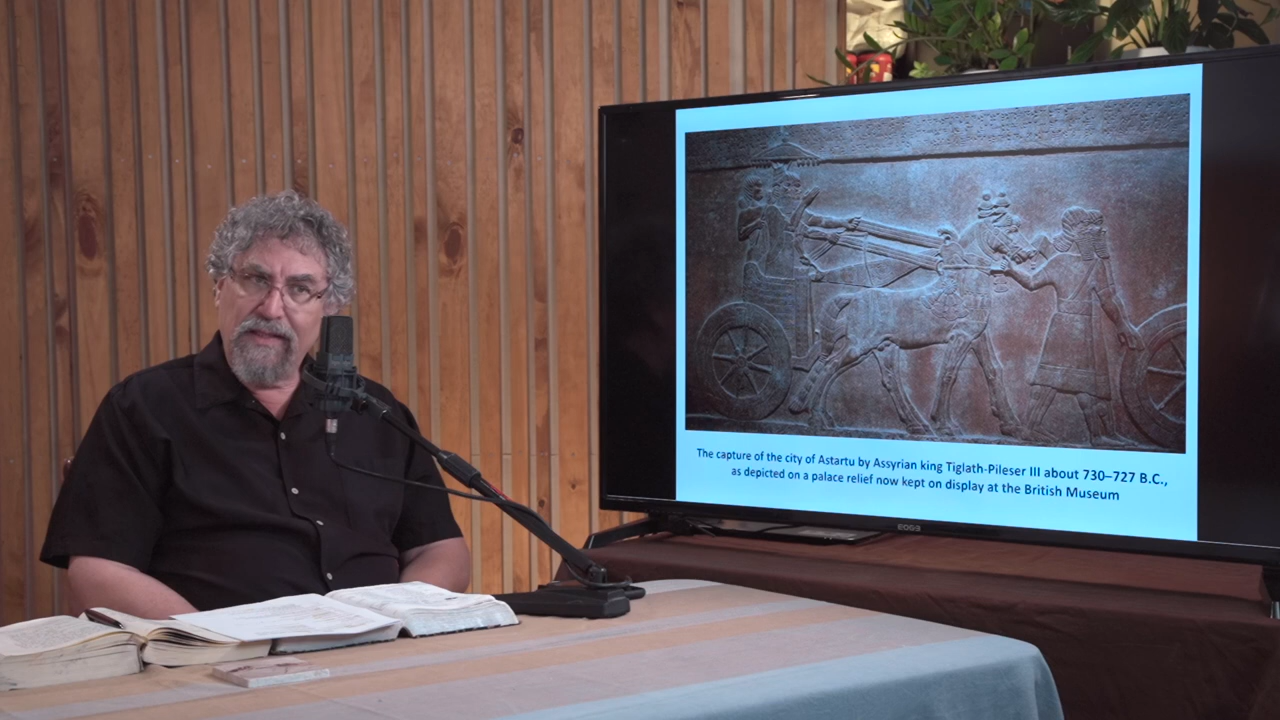 The capture of the city of Astartu by Assyrian king Tiglath-Pileser III about 730–727 B.C.,
as depicted on a palace relief now kept on display at the British Museum